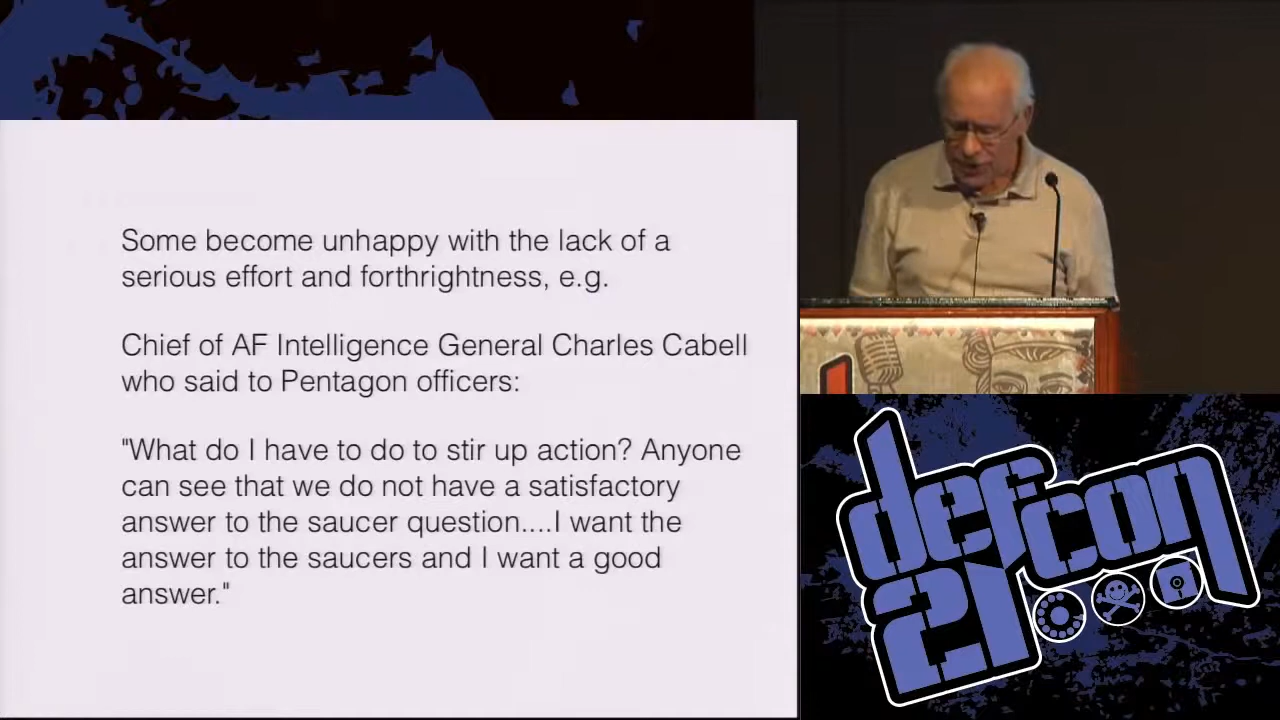 Some become unhappy with the lack of a
serious effort and forthrightness, e.g.
Chief of AF Intelligence General Charles Cabell
who said to Pentagon officers:
"What do I have to do to stir up action? Anyone
can see that we do not have a satisfactory
answer to the saucer question....I want the
answer to the saucers and I want a good
answer."
defcon
21